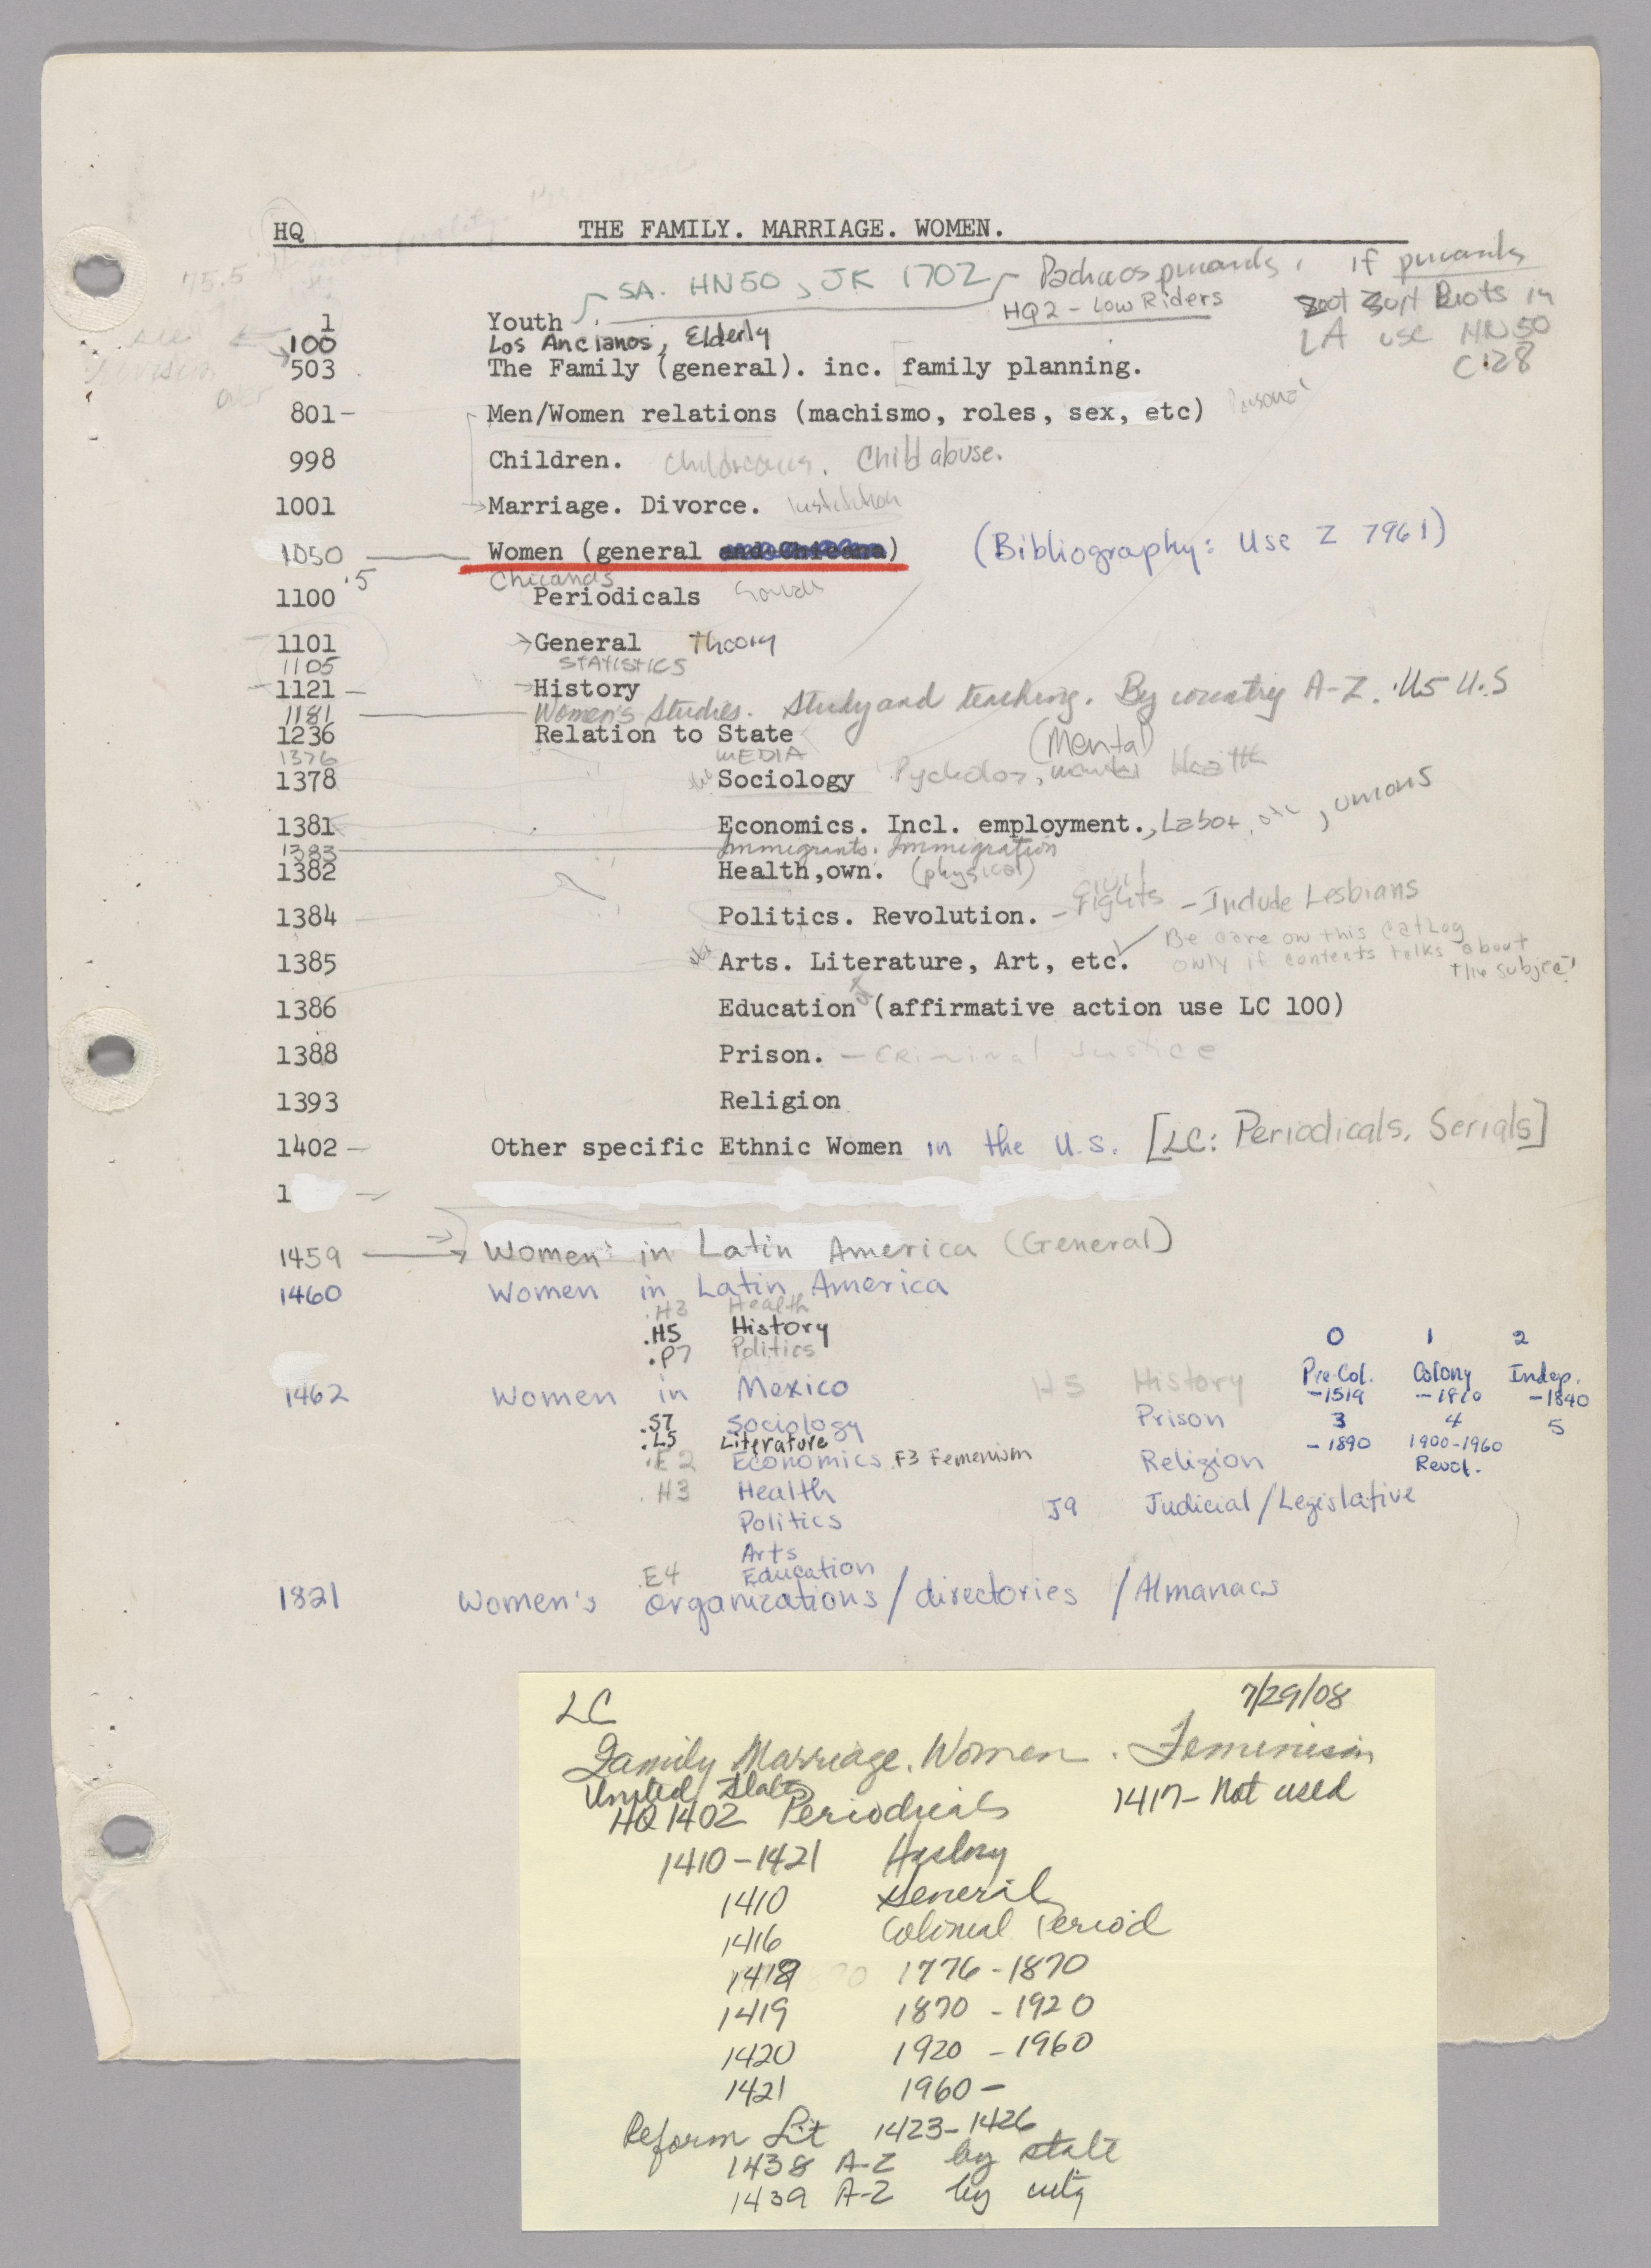 HQ THE FAMILY. MARRIAGE. WOMEN.
75.5
SA. HN50, JK 1702 Pachucos, if
HQ2 - Low Riders
Zoot Suit Riots in
LA use HN50
C:28
see
revision
over
1 Youth
100 Los Ancianos, Elderly
503 The Family (general). inc. [family planning.
801- Men/Women relations (machismo, roles, sex, etc) Personal
998 Children. Child abuse.
1001 Marriage. Divorce. Institution
1050 Women (general and Chicana) (Bibliography: Use Z 7961)
.5 Chicanas
1100 Periodicals
1101 General Theory
1105 STATISTICS
1121 - History
1181 Women's Studies. Study and teaching. By country A-Z. .U5 U.S
1236 Relation to State
1376 MEDIA
1378 Sociology (Mental) Health
1381 Economics. Incl. employment., Labor, etc, unions
1383 Immigrants. Immigration
1382 Health,own. (physical)
1384 Politics. Revolution. - Civil Rights - Include Lesbians
1385 Arts. Literature, Art, etc. Be care on this catlog
only if contents talks about
the subject
1386 Education (affirmative action use LC 100)
1388 Prison. - Criminal Justice
1393 Religion
1402 - Other specific Ethnic Women in the U.S. [LC: Periodicals, Serials]
1
1459 Women in Latin America (General)
1460 Women in Latin America
.H3 Health
.H5 History
.P7 Politics
0 1 2
Pre-Col. Colony Indep.
-1519 -1810 -1840
3 4 5
-1890 1900-1960
Revol.
1462 Women in Mexico H5 History
.S7 Sociology Prison
.L5 Literature
.E2 Economics .F3 Femenism Religion
.H3 Health J9 Judicial/Legislative
Politics
Arts
.E4 Education
1821 Women's organizations/directories/Almanacs
LC 7/29/08
Family Marriage. Women. Feminism
United States
HQ 1402 Periodicals 1417- Not used
1410-1421 History
1410 General
1416 Colonial Period
1418 1776-1870
1419 1870-1920
1420 1920-1960
1421 1960-
Reform Lit 1423-1426
1438 A-Z by state
1439 A-Z by city